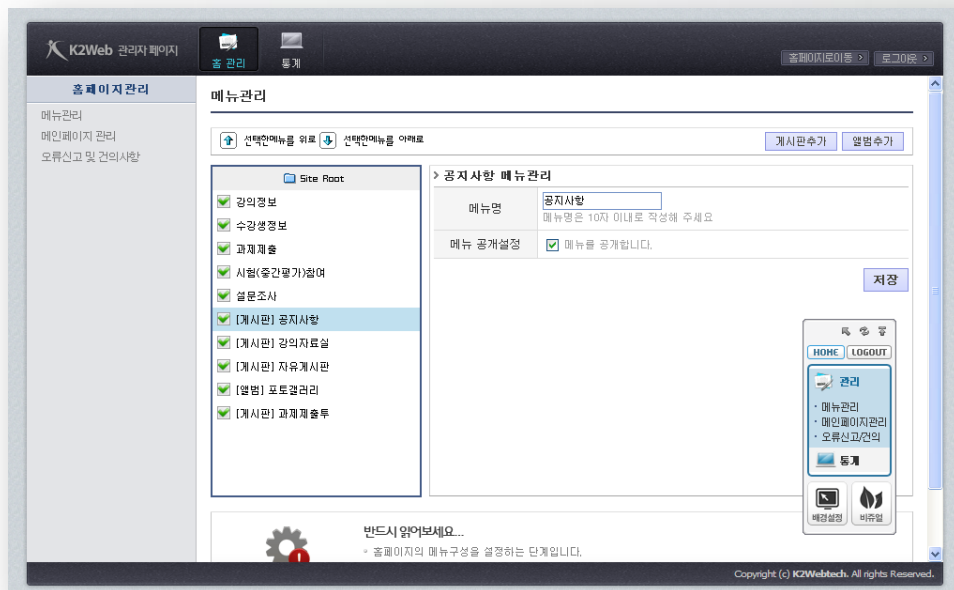 K2Web 관리자 페이지
홈 관리
통계
홈페이지로이동
로그아웃
홈페이지관리
메뉴관리
메인페이지 관리
오류신고 및 건의사항
메뉴관리
선택한메뉴를 위로 선택한메뉴를 아래로
게시판추가
앨범추가
Site Root
강의정보
수강생정보
과제제출
시험(중간평가)참여
설문조사
[게시판] 공지사항
[게시판] 강의자료실
[게시판] 자유게시판
[앨범] 포토갤러리
[게시판] 과제제출투
공지사항 메뉴관리
메뉴명
공지사항
메뉴명은 10자 이내로 작성해 주세요
메뉴 공개설정
메뉴를 공개합니다.
저장
HOME LOGOUT
관리
· 메뉴관리
· 메인페이지관리
· 오류신고/건의
통계
배경설정
비쥬얼
반드시 읽어보세요...
홈페이지의 메뉴구성을 설정하는 단계입니다.
Copyright (c) K2Webtech. All rights Reserved.